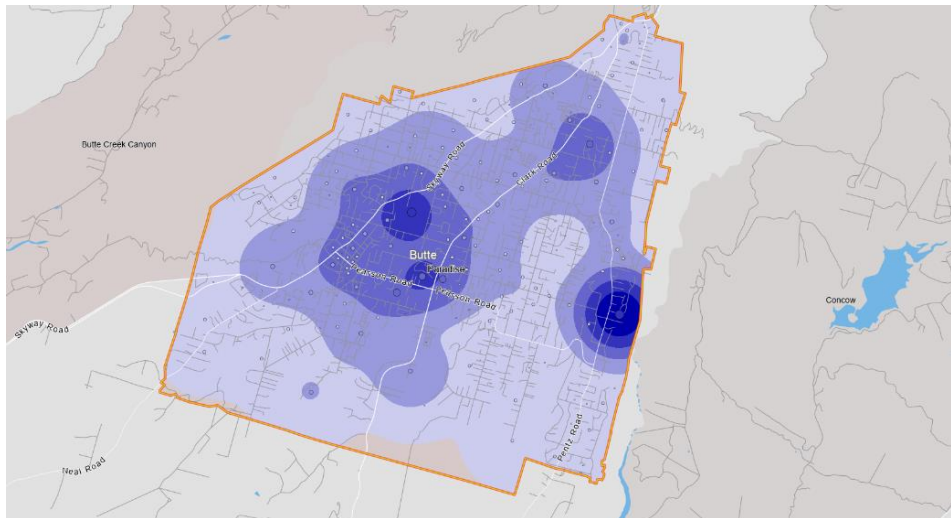 Butte Creek Canyon
Skyway Road
Clark Road
Butte
Paradise
Pearson Road
Pearson Road
Concow
Skyway Road
Pentz Road
Neal Road